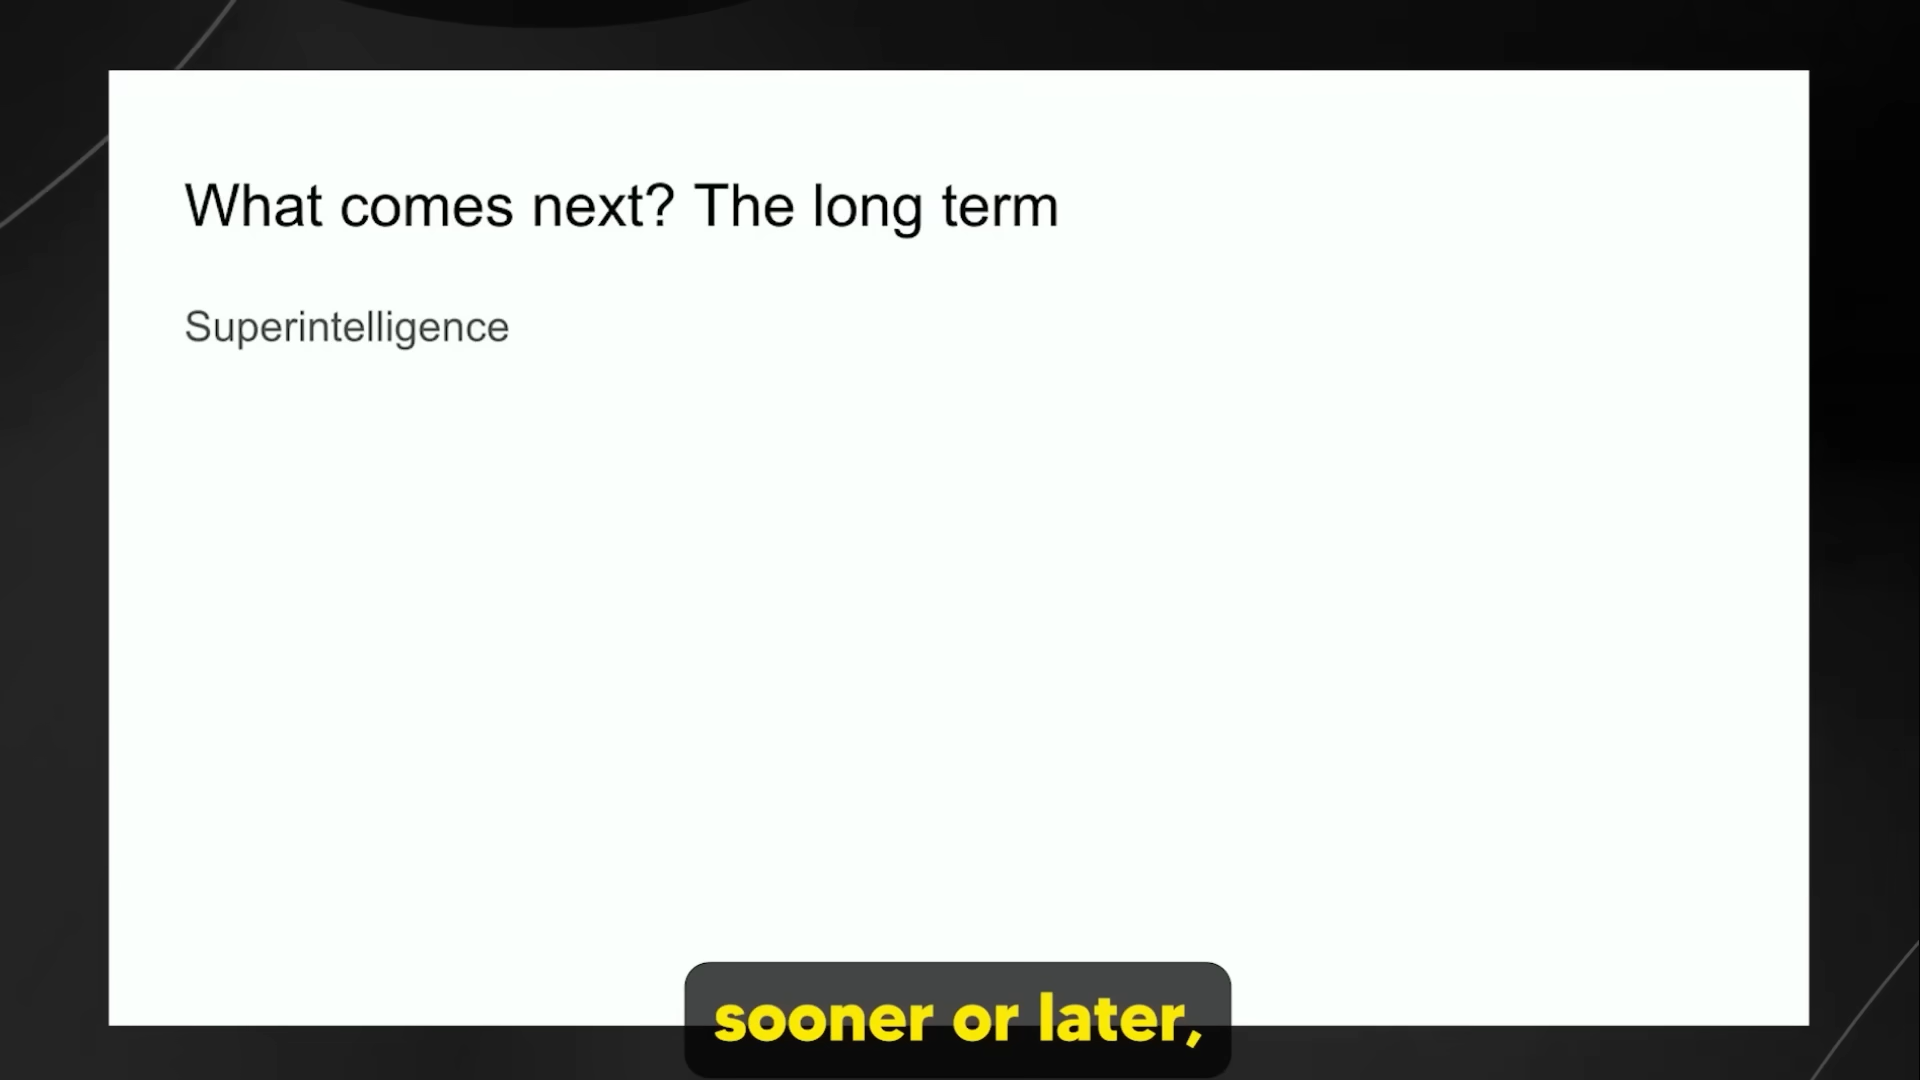 What comes next? The long term
Superintelligence
sooner or later,